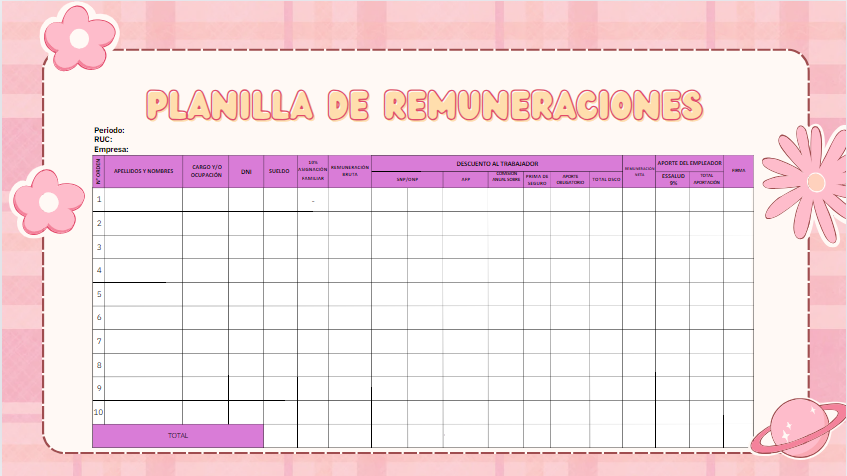 PLANILLA DE REMUNERACIONES
Periodo:
RUC:
Empresa:
N° ORDEN
APELLIDOS Y NOMBRES
CARGO Y/O
OCUPACIÓN
DNI
SUELDO
10%
ASIGNACIÓN
FAMILIAR
REMUNERACIÓN
BRUTA
DESCUENTO AL TRABAJADOR
SNP/ONP
AFP
COMISIÓN
ANUAL SOBRE
PRIMA DE
SEGURO
APORTE
OBLIGATORIO
TOTAL DSCO
REMUNERACIÓN
NETA
APORTE DEL EMPLEADOR
ESSALUD
9%
TOTAL
APORTACIÓN
FIRMA
1
-
2
3
4
5
6
7
8
9
10
TOTAL